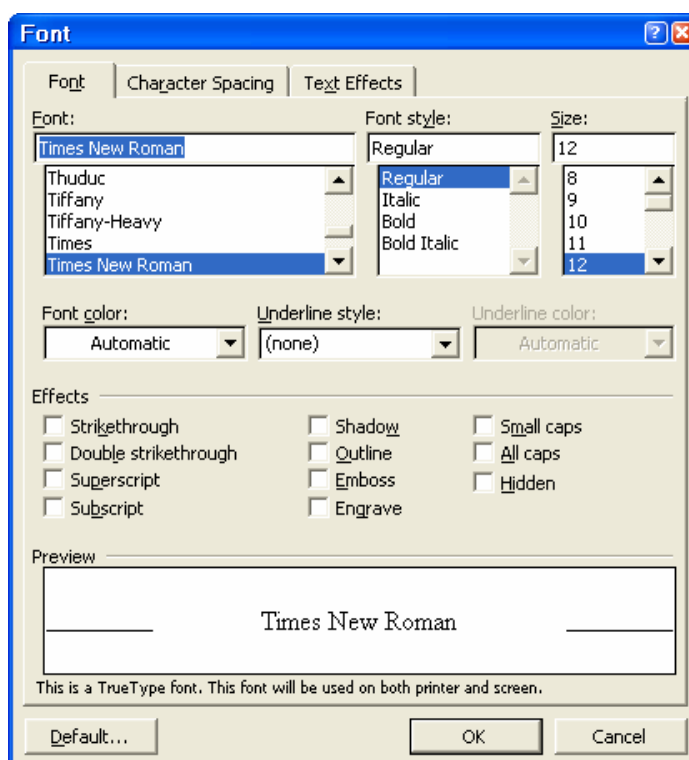 Font
Font
Character Spacing
Text Effects
Font:
Font style:
Size:
Times New Roman
Regular
12
Thuduc
Tiffany
Tiffany-Heavy
Times
Times New Roman
Regular
Italic
Bold
Bold Italic
8
9
10
11
12
Font color:
Underline style:
Underline color:
Automatic
(none)
Automatic
Effects
Strikethrough
Double strikethrough
Superscript
Subscript
Shadow
Outline
Emboss
Engrave
Small caps
All caps
Hidden
Preview
Times New Roman
This is a TrueType font. This font will be used on both printer and screen.
Default...
OK
Cancel